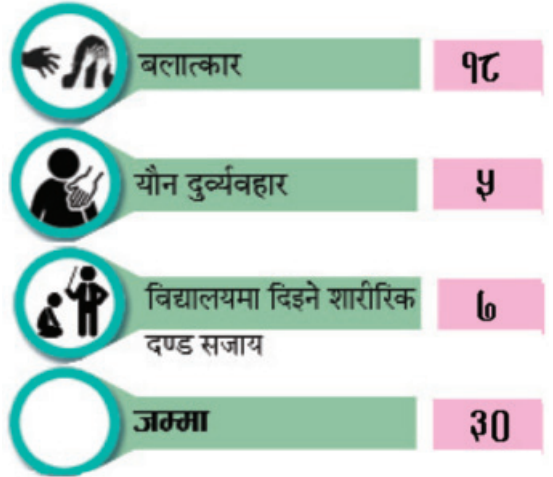 बलात्कार १८
यौन दुर्व्यवहार ५
विद्यालयमा दिइने शारीरिक ७
दण्ड सजाय
जम्मा ३०